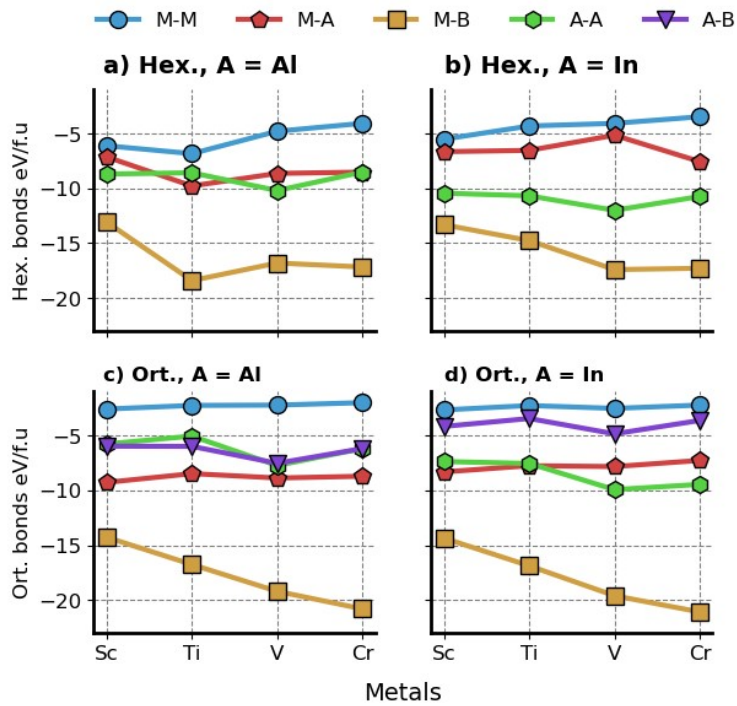 M-M M-A M-B A-A A-B
a) Hex., A = Al
b) Hex., A = In
Hex. bonds eV/f.u
−5
−10
−15
−20
c) Ort., A = Al
d) Ort., A = In
Ort. bonds eV/f.u
−5
−10
−15
−20
Sc Ti V Cr
Sc Ti V Cr
Metals